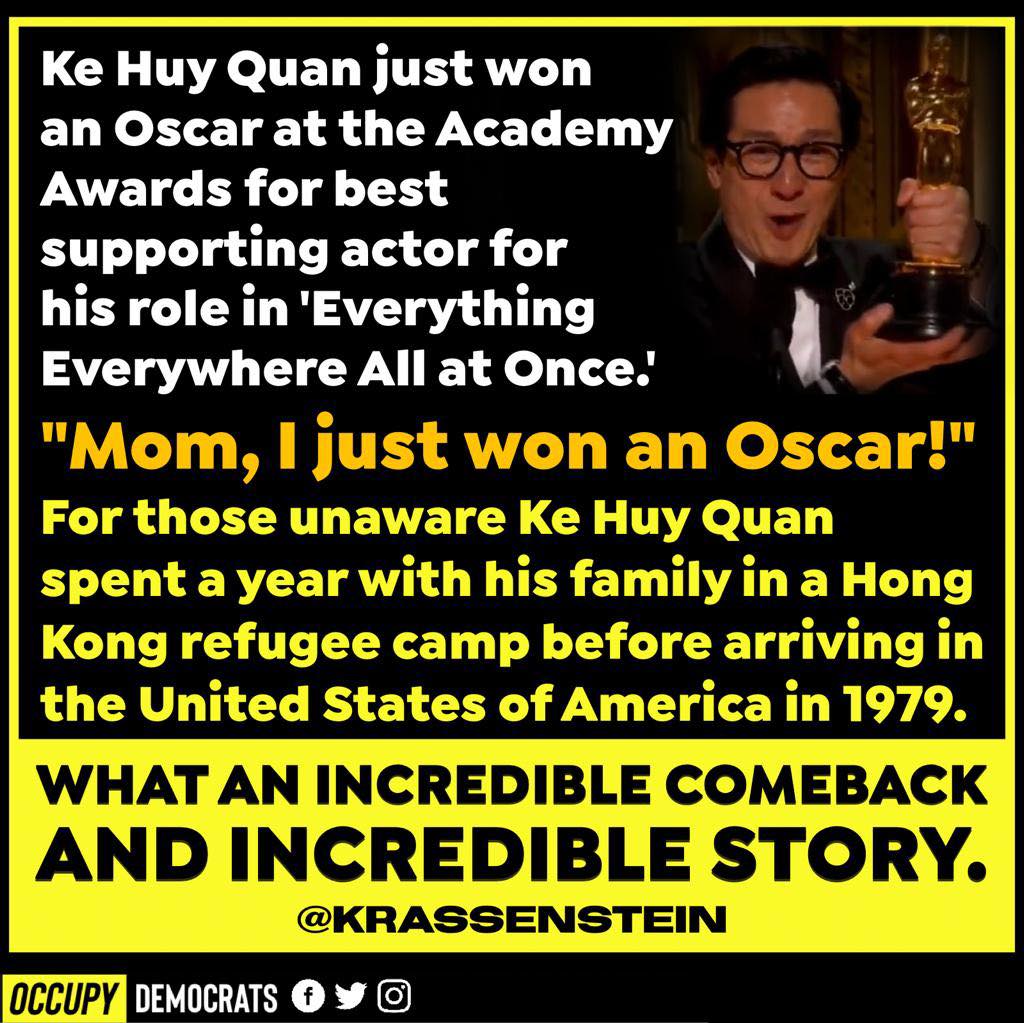 Ke Huy Quan just won
an Oscar at the Academy
Awards for best
supporting actor for
his role in 'Everything
Everywhere All at Once.'
"Mom, I just won an Oscar!"
For those unaware Ke Huy Quan
spent a year with his family in a Hong
Kong refugee camp before arriving in
the United States of America in 1979.
WHAT AN INCREDIBLE COMEBACK
AND INCREDIBLE STORY.
@KRASSENSTEIN
OCCUPY DEMOCRATS